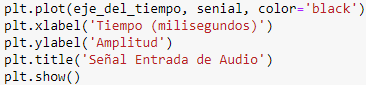 plt.plot(eje_del_tiempo, senial, color='black')
plt.xlabel('Tiempo (milisegundos)')
plt.ylabel('Amplitud')
plt.title('Señal Entrada de Audio')
plt.show()